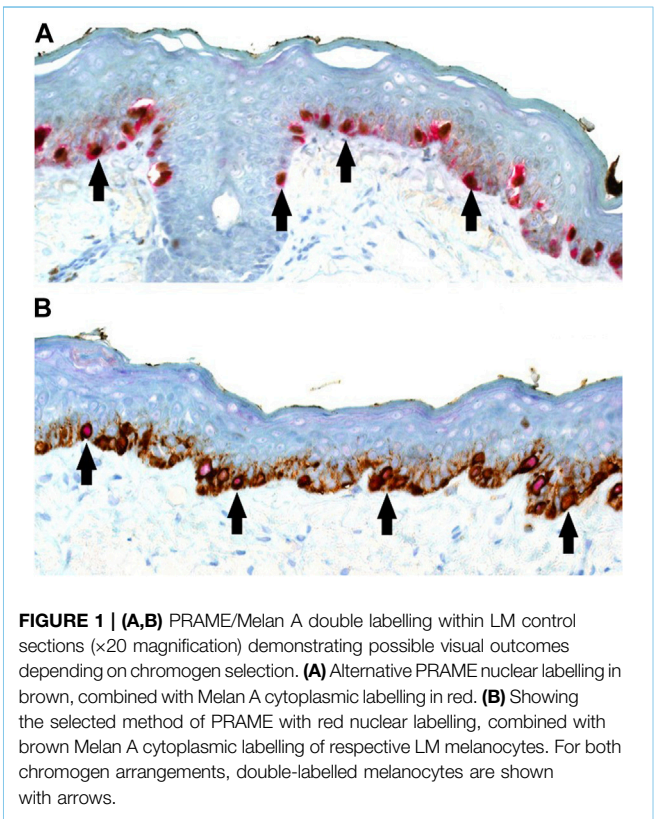 A
B
FIGURE 1 | (A,B) PRAME/Melan A double labelling within LM control
sections (×20 magnification) demonstrating possible visual outcomes
depending on chromogen selection. (A) Alternative PRAME nuclear labelling in
brown, combined with Melan A cytoplasmic labelling in red. (B) Showing
the selected method of PRAME with red nuclear labelling, combined with
brown Melan A cytoplasmic labelling of respective LM melanocytes. For both
chromogen arrangements, double-labelled melanocytes are shown
with arrows.